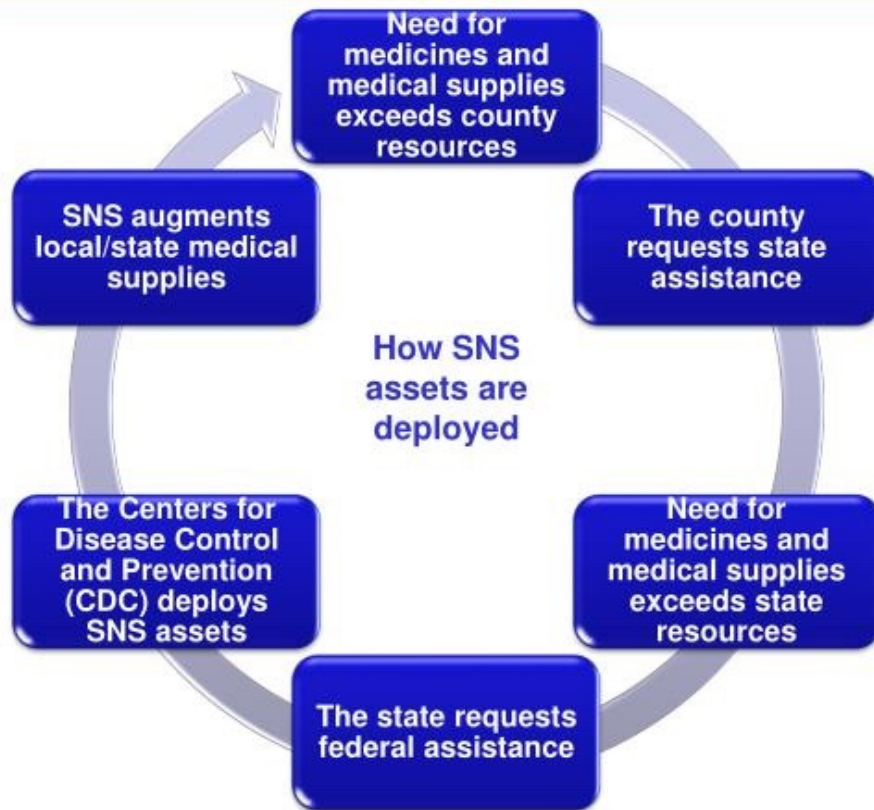 Need for
medicines and
medical supplies
exceeds county
resources
The county
requests state
assistance
Need for
medicines and
medical supplies
exceeds state
resources
The state requests
federal assistance
The Centers for
Disease Control
and Prevention
(CDC) deploys
SNS assets
SNS augments
local/state medical
supplies
How SNS
assets are
deployed